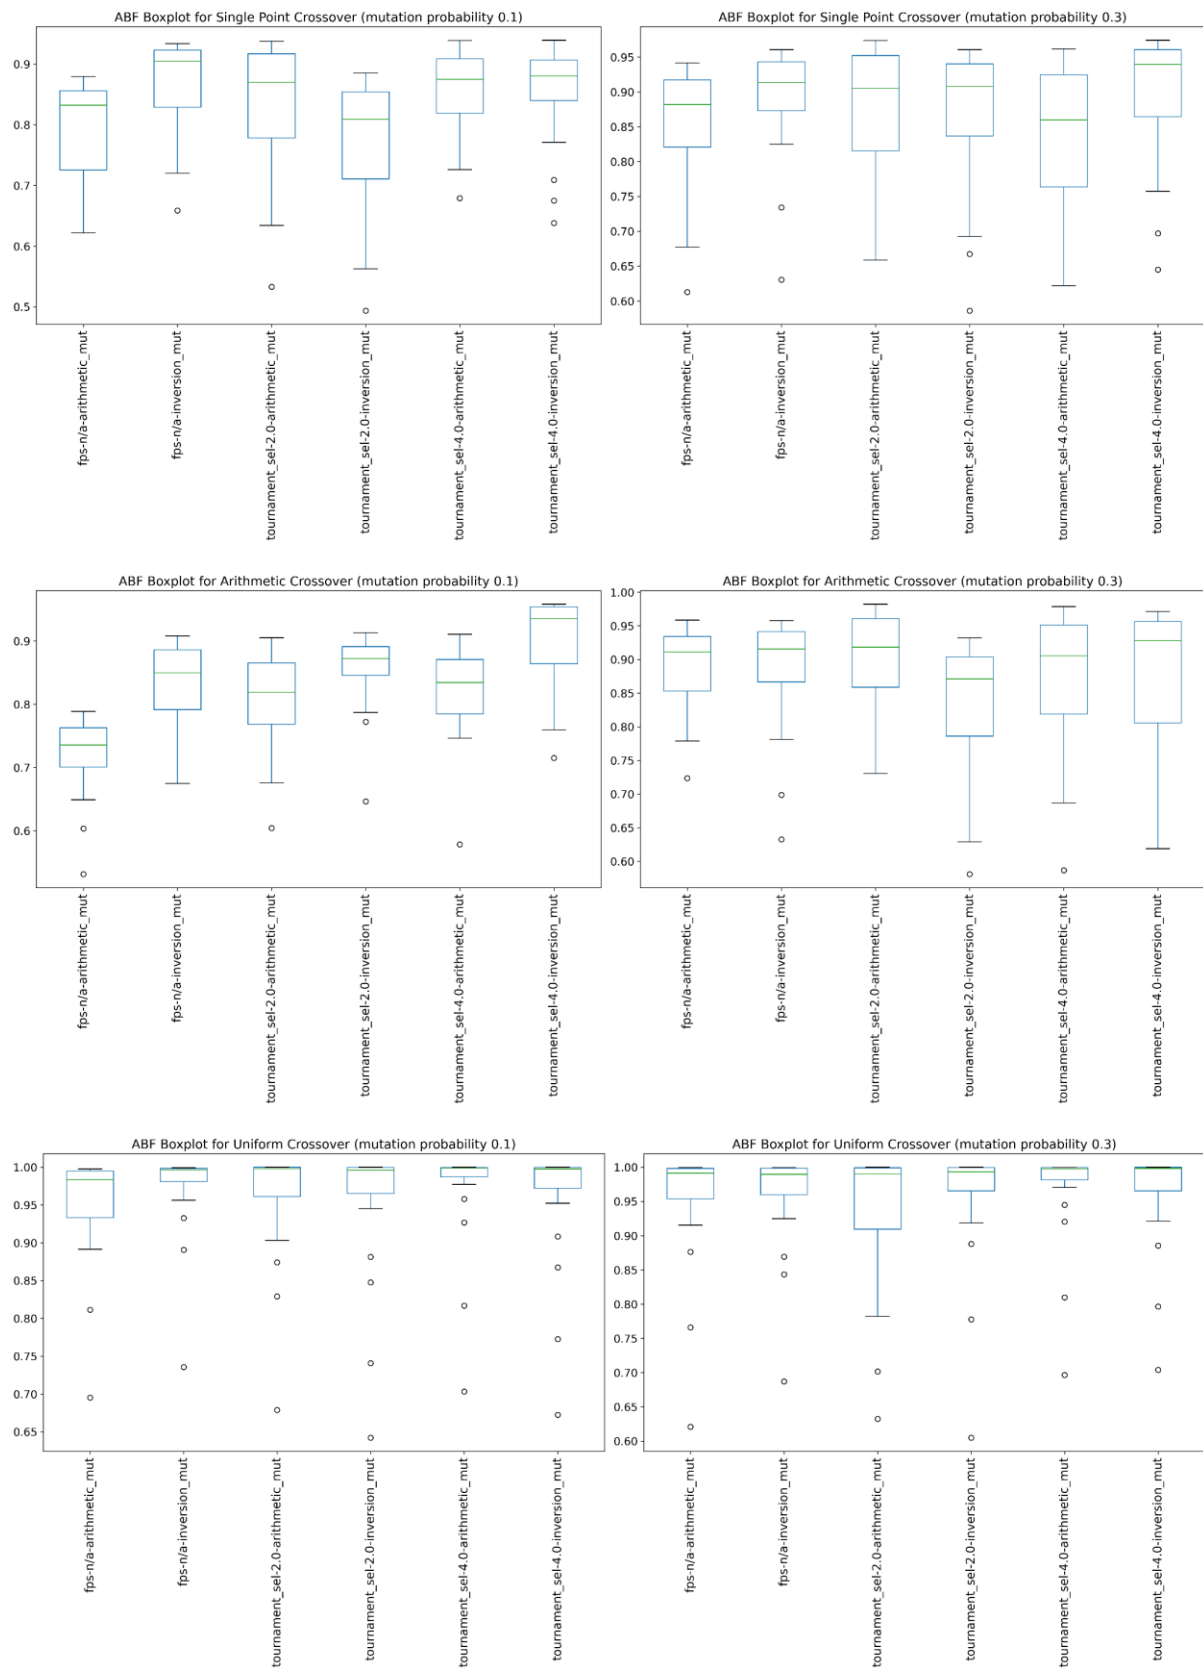 ABF Boxplot for Single Point Crossover (mutation probability 0.1)
0.9
0.8
0.7
0.6
0.5
fps-n/a-arithmetic_mut
fps-n/a-inversion_mut
tournament_sel-2.0-arithmetic_mut
tournament_sel-2.0-inversion_mut
tournament_sel-4.0-arithmetic_mut
tournament_sel-4.0-inversion_mut
ABF Boxplot for Single Point Crossover (mutation probability 0.3)
0.95
0.90
0.85
0.80
0.75
0.70
0.65
0.60
fps-n/a-arithmetic_mut
fps-n/a-inversion_mut
tournament_sel-2.0-arithmetic_mut
tournament_sel-2.0-inversion_mut
tournament_sel-4.0-arithmetic_mut
tournament_sel-4.0-inversion_mut
ABF Boxplot for Arithmetic Crossover (mutation probability 0.1)
0.9
0.8
0.7
0.6
fps-n/a-arithmetic_mut
fps-n/a-inversion_mut
tournament_sel-2.0-arithmetic_mut
tournament_sel-2.0-inversion_mut
tournament_sel-4.0-arithmetic_mut
tournament_sel-4.0-inversion_mut
ABF Boxplot for Arithmetic Crossover (mutation probability 0.3)
1.00
0.95
0.90
0.85
0.80
0.75
0.70
0.65
0.60
fps-n/a-arithmetic_mut
fps-n/a-inversion_mut
tournament_sel-2.0-arithmetic_mut
tournament_sel-2.0-inversion_mut
tournament_sel-4.0-arithmetic_mut
tournament_sel-4.0-inversion_mut
ABF Boxplot for Uniform Crossover (mutation probability 0.1)
1.00
0.95
0.90
0.85
0.80
0.75
0.70
0.65
fps-n/a-arithmetic_mut
fps-n/a-inversion_mut
tournament_sel-2.0-arithmetic_mut
tournament_sel-2.0-inversion_mut
tournament_sel-4.0-arithmetic_mut
tournament_sel-4.0-inversion_mut
ABF Boxplot for Uniform Crossover (mutation probability 0.3)
1.00
0.95
0.90
0.85
0.80
0.75
0.70
0.65
0.60
fps-n/a-arithmetic_mut
fps-n/a-inversion_mut
tournament_sel-2.0-arithmetic_mut
tournament_sel-2.0-inversion_mut
tournament_sel-4.0-arithmetic_mut
tournament_sel-4.0-inversion_mut